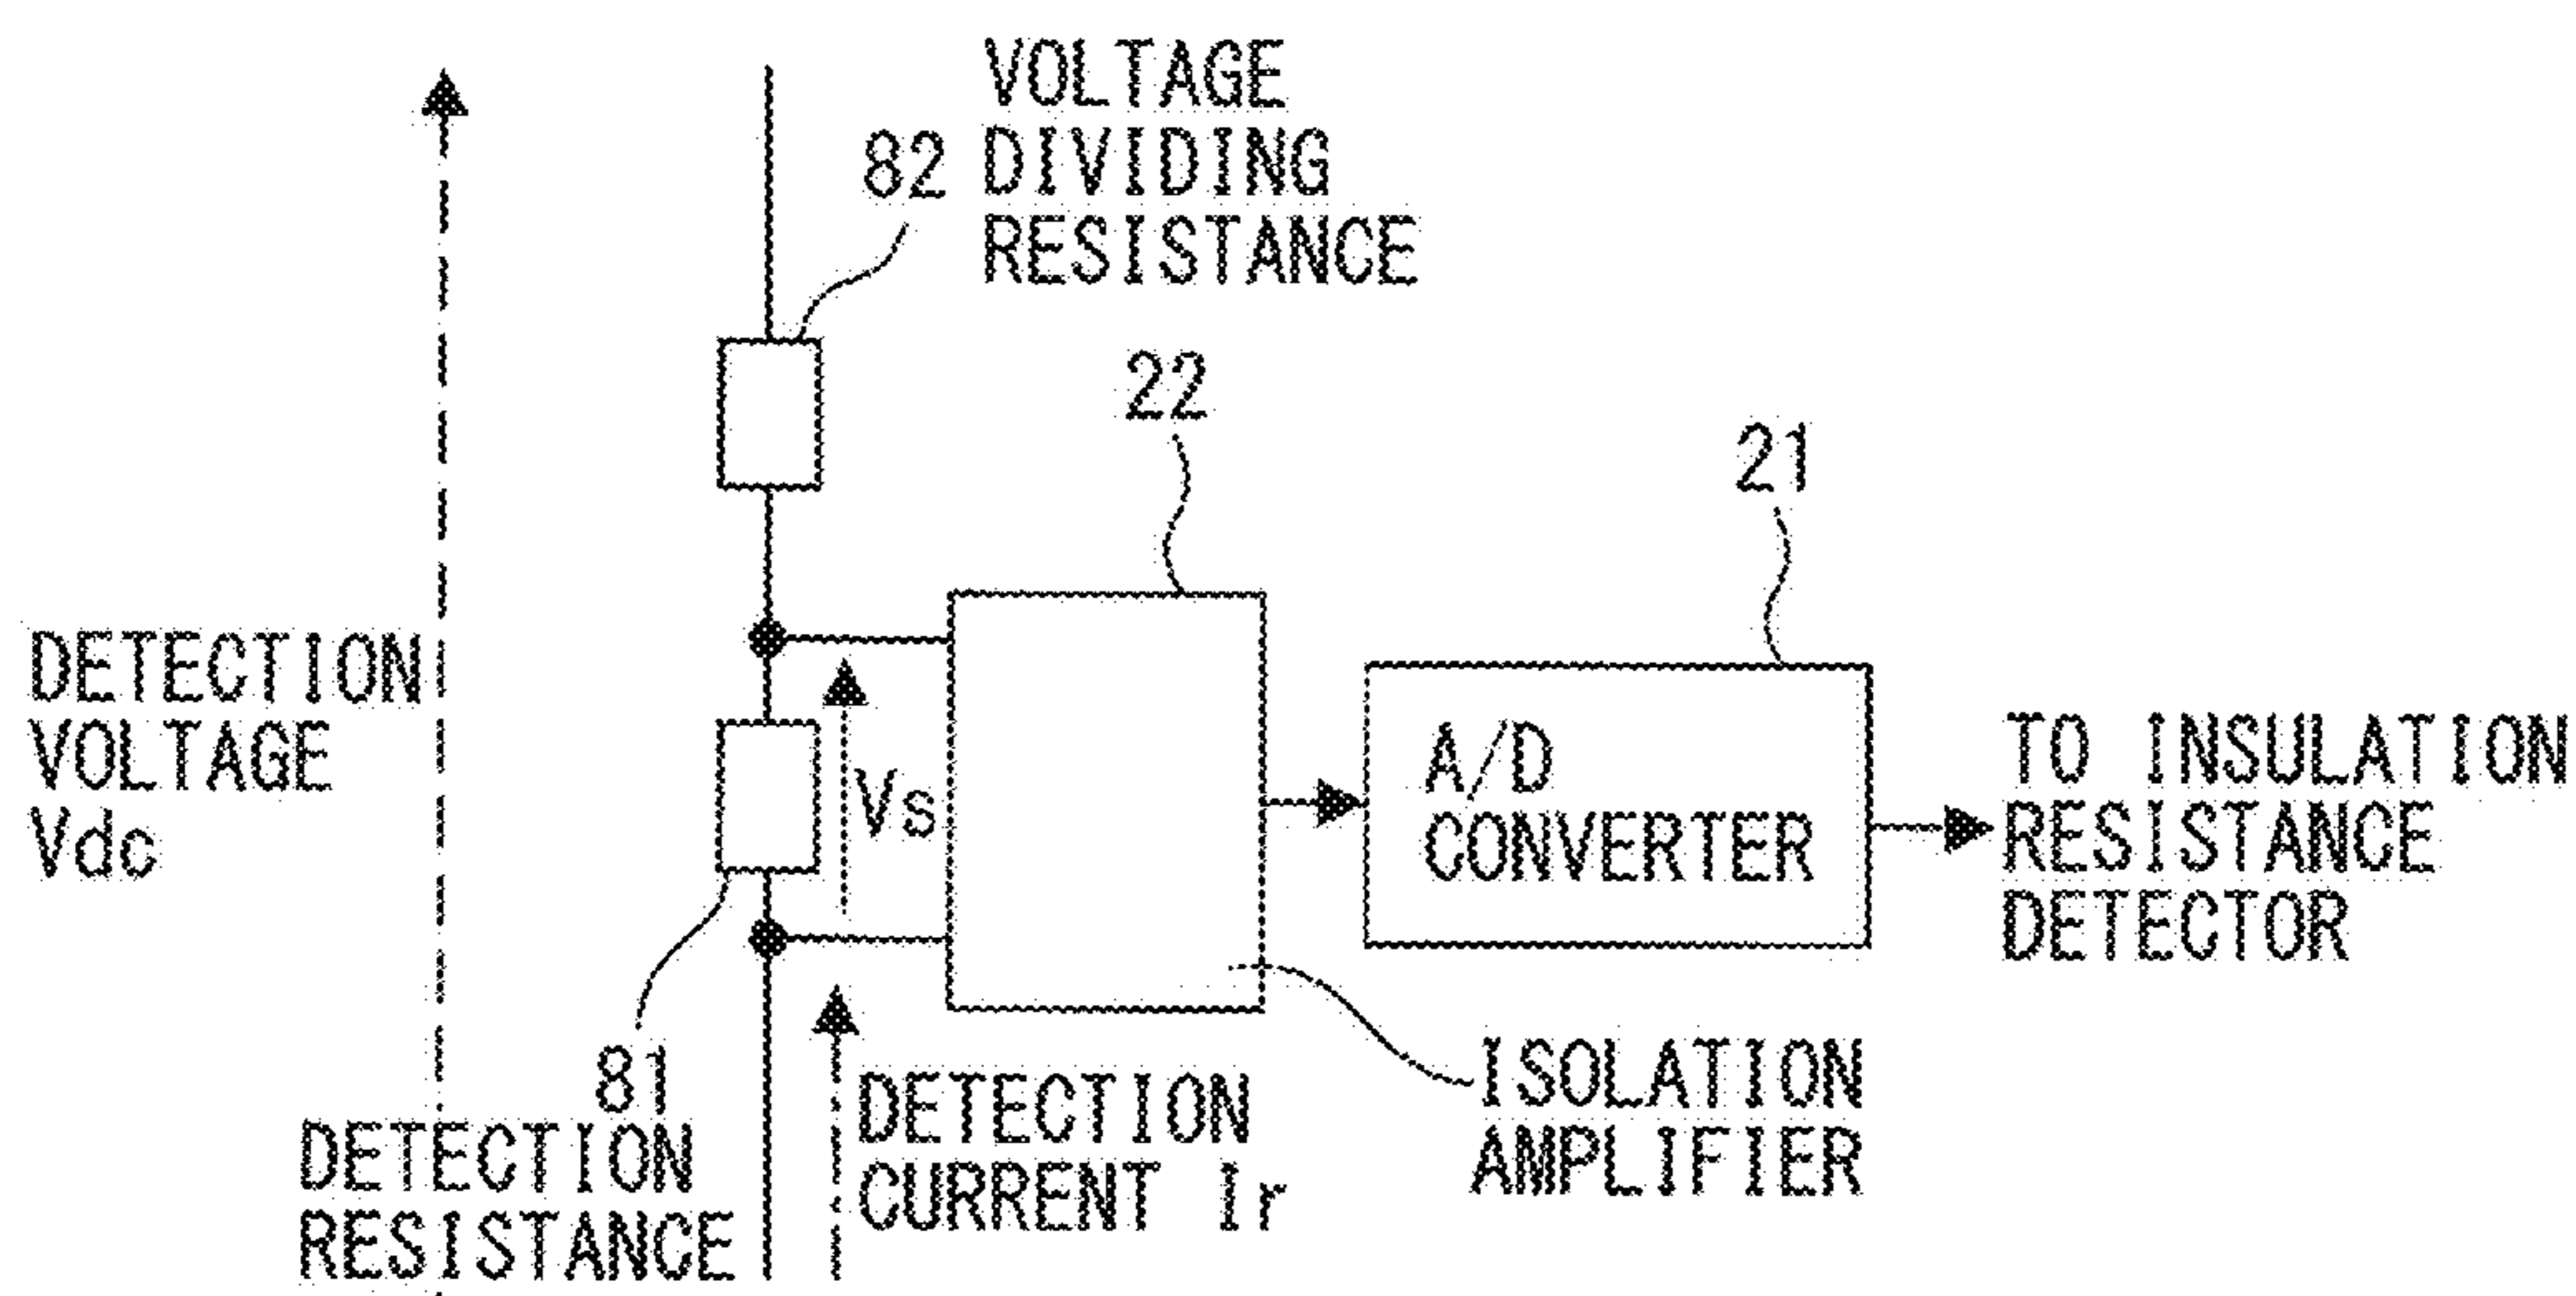 VOLTAGE
82 DIVIDING
RESISTANCE
22
21
DETECTION
VOLTAGE
Vdc
Vs
A/D
CONVERTER
TO INSULATION
RESISTANCE
DETECTOR
81
DETECTION
RESISTANCE
DETECTION
CURRENT Ir
ISOLATION
AMPLIFIER